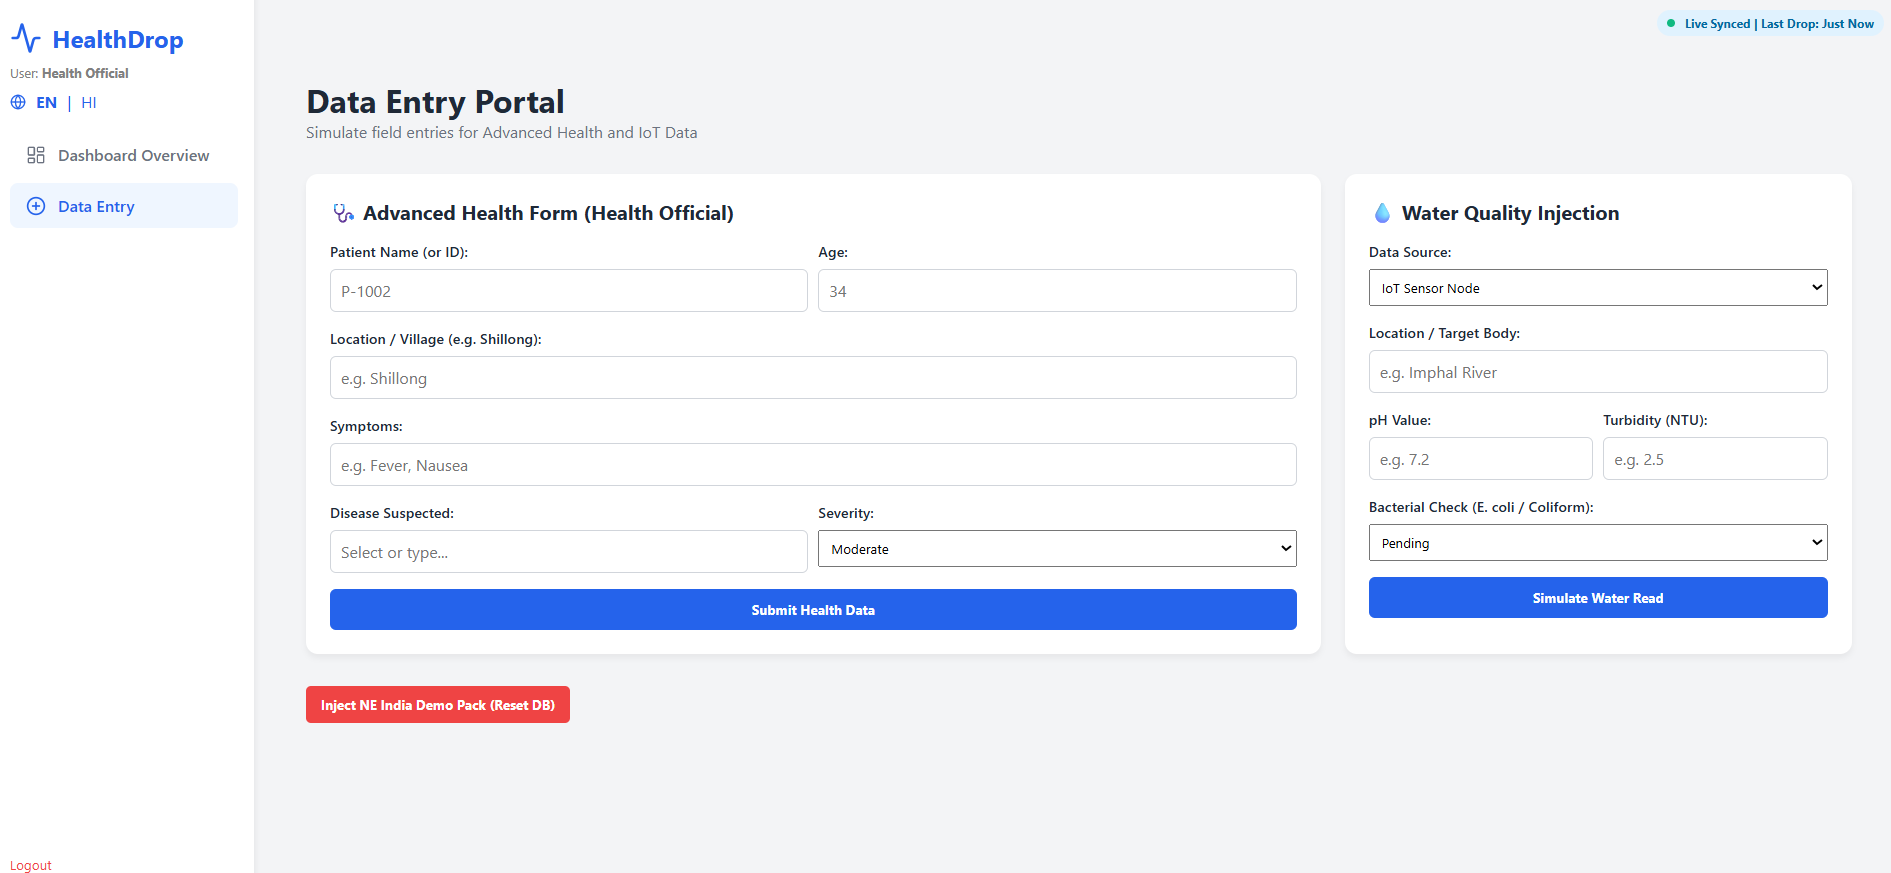 HealthDrop
User: Health Official
EN | HI
Dashboard Overview
Data Entry
Logout
Live Synced | Last Drop: Just Now
Data Entry Portal
Simulate field entries for Advanced Health and IoT Data
Advanced Health Form (Health Official)
Patient Name (or ID):
P-1002
Age:
34
Location / Village (e.g. Shillong):
e.g. Shillong
Symptoms:
e.g. Fever, Nausea
Disease Suspected:
Select or type...
Severity:
Moderate
Submit Health Data
Water Quality Injection
Data Source:
IoT Sensor Node
Location / Target Body:
e.g. Imphal River
pH Value:
e.g. 7.2
Turbidity (NTU):
e.g. 2.5
Bacterial Check (E. coli / Coliform):
Pending
Simulate Water Read
Inject NE India Demo Pack (Reset DB)